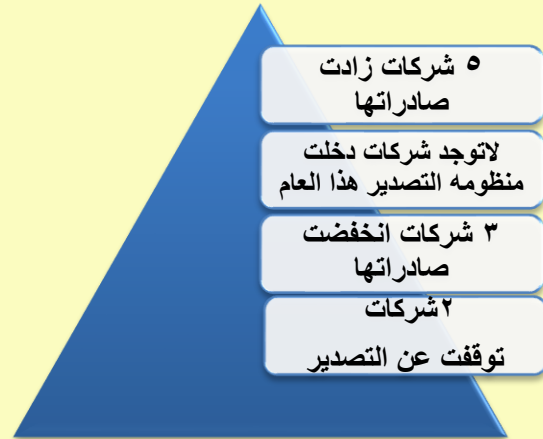 ٥ شركات زادت
صادراتها
لاتوجد شركات دخلت
منظومه التصدير هذا العام
٣ شركات انخفضت
صادراتها
٢شركات
توقفت عن التصدير